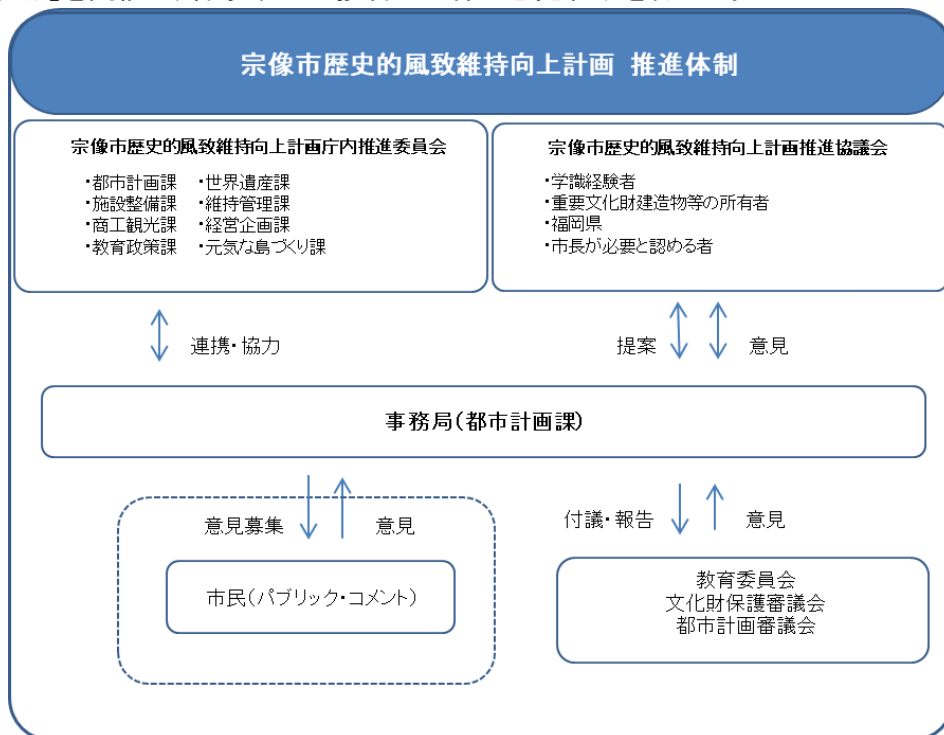 宗像市歴史的風致維持向上計画 推進体制
宗像市歴史的風致維持向上計画庁内推進委員会
・都市計画課 ・世界遺産課
・施設整備課 ・維持管理課
・商工観光課 ・経営企画課
・教育政策課 ・元気な島づくり課
宗像市歴史的風致維持向上計画推進協議会
・学識経験者
・重要文化財建造物等の所有者
・福岡県
・市長が必要と認める者
連携・協力
提案
意見
事務局(都市計画課)
意見募集
意見
付議・報告
意見
市民(パブリック・コメント)
教育委員会
文化財保護審議会
都市計画審議会